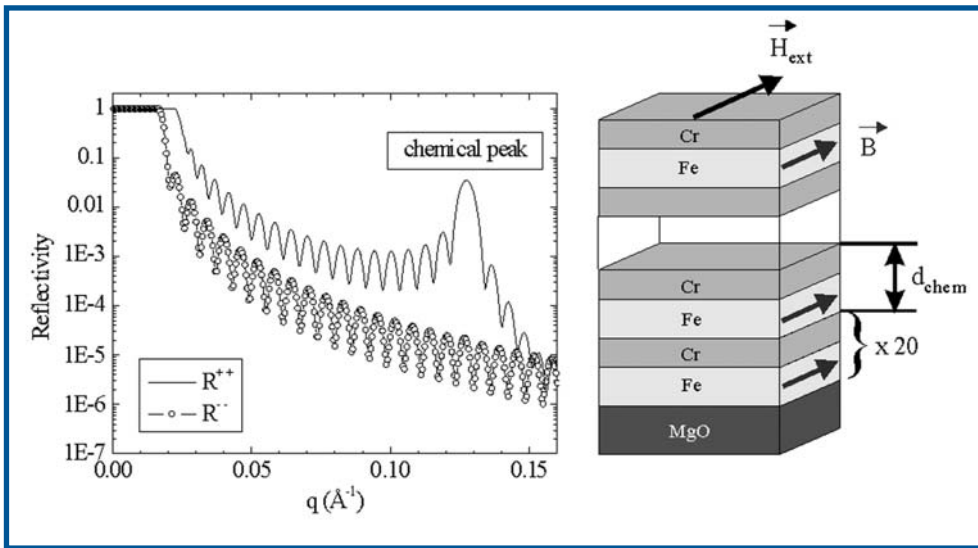 1
0.1
0.01
1E-3
1E-4
1E-5
1E-6
1E-7
Reflectivity
chemical peak
R++
R--
0.00 0.05 0.10 0.15
q (Å-1)
Hext
Cr
Fe
B
Cr
Fe
Cr
Fe
MgO
dchem
} x 20